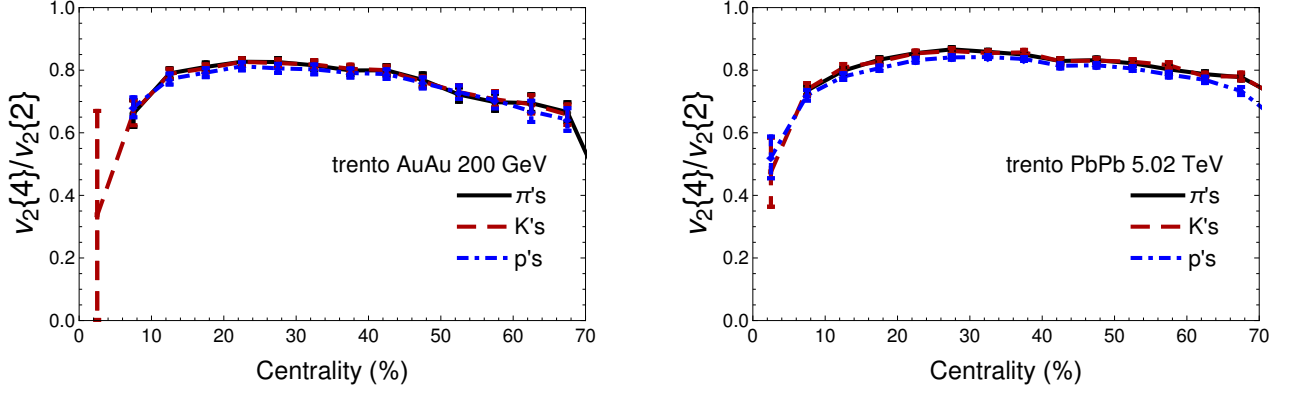 1.0
0.8
0.6
0.4
0.2
0.0
v₂{4}/v₂{2}
trento AuAu 200 GeV
π's
K's
p's
0 10 20 30 40 50 60 70
Centrality (%)
1.0
0.8
0.6
0.4
0.2
0.0
v₂{4}/v₂{2}
trento PbPb 5.02 TeV
π's
K's
p's
0 10 20 30 40 50 60 70
Centrality (%)